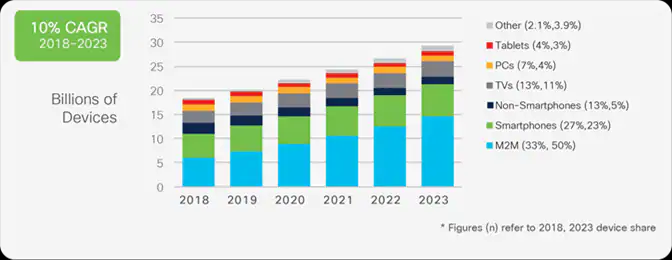 10% CAGR
2018-2023
Billions of
Devices
35
30
25
20
15
10
5
0
2018 2019 2020 2021 2022 2023
Other (2.1%,3.9%)
Tablets (4%,3%)
PCs (7%,4%)
TVs (13%,11%)
Non-Smartphones (13%,5%)
Smartphones (27%,23%)
M2M (33%, 50%)
* Figures (n) refer to 2018, 2023 device share